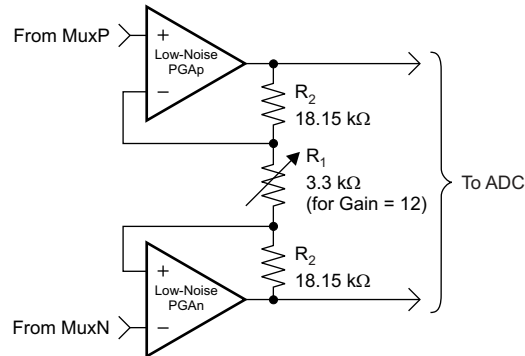 From MuxP
+
Low-Noise
PGAp
−
R2
18.15 kΩ
R1
3.3 kΩ
(for Gain = 12)
To ADC
R2
18.15 kΩ
+
Low-Noise
PGAn
From MuxN
−